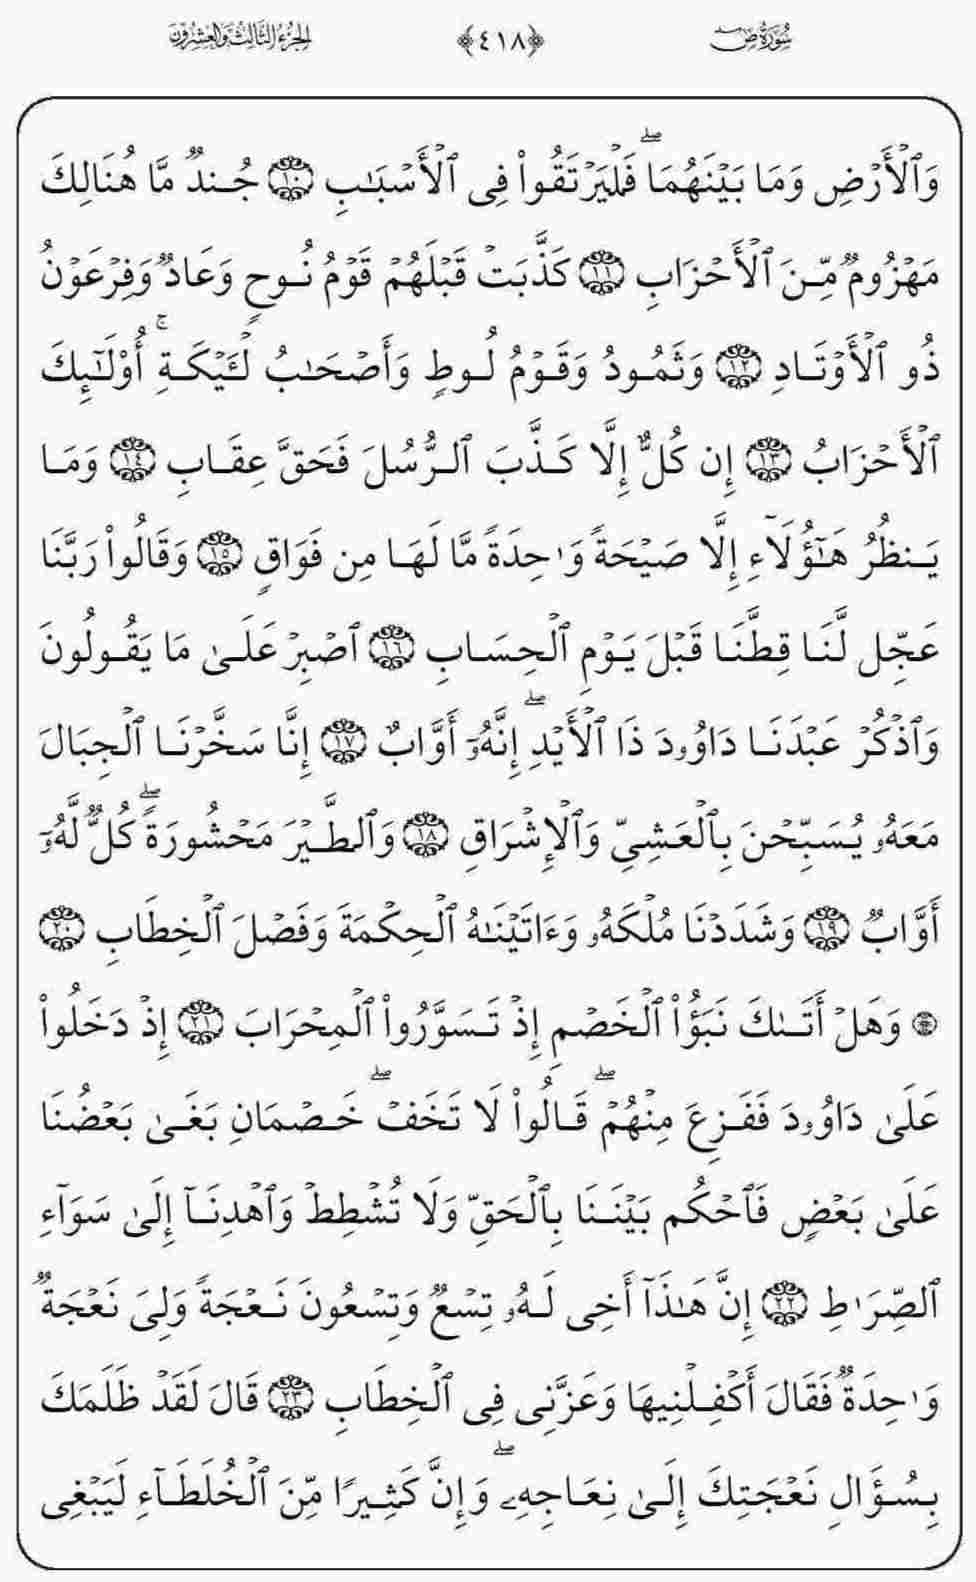 سُورَةُ صٓ ﴿٤١٨﴾ الجزء الثالث والعشرون
وَٱلۡأَرۡضِ وَمَا بَيۡنَهُمَاۖ فَلۡيَرۡتَقُواْ فِى ٱلۡأَسۡبَٰبِ ١٠ جُندٌ مَّا هُنَالِكَ
مَهۡزُومٌ مِّنَ ٱلۡأَحۡزَابِ ١١ كَذَّبَتۡ قَبۡلَهُمۡ قَوۡمُ نُوحٍ وَعَادٌ وَفِرۡعَوۡنُ
ذُو ٱلۡأَوۡتَادِ ١٢ وَثَمُودُ وَقَوۡمُ لُوطٍ وَأَصۡحَٰبُ لۡـَٔيۡكَةِۚ أُوْلَٰٓئِكَ
ٱلۡأَحۡزَابُ ١٣ إِن كُلٌّ إِلَّا كَذَّبَ ٱلرُّسُلَ فَحَقَّ عِقَابِ ١٤ وَمَا
يَنظُرُ هَٰٓؤُلَآءِ إِلَّا صَيۡحَةً وَٰحِدَةً مَّا لَهَا مِن فَوَاقٍ ١٥ وَقَالُواْ رَبَّنَا
عَجِّل لَّنَا قِطَّنَا قَبۡلَ يَوۡمِ ٱلۡحِسَابِ ١٦ ٱصۡبِرۡ عَلَىٰ مَا يَقُولُونَ
وَٱذۡكُرۡ عَبۡدَنَا دَاوُۥدَ ذَا ٱلۡأَيۡدِۖ إِنَّهُۥٓ أَوَّابٌ ١٧ إِنَّا سَخَّرۡنَا ٱلۡجِبَالَ
مَعَهُۥ يُسَبِّحۡنَ بِٱلۡعَشِىِّ وَٱلۡإِشۡرَاقِ ١٨ وَٱلطَّيۡرَ مَحۡشُورَةًۖ كُلٌّ لَّهُۥٓ
أَوَّابٌ ١٩ وَشَدَدۡنَا مُلۡكَهُۥ وَءَاتَيۡنَٰهُ ٱلۡحِكۡمَةَ وَفَصۡلَ ٱلۡخِطَابِ ٢٠
۞ وَهَلۡ أَتَىٰكَ نَبَؤُاْ ٱلۡخَصۡمِ إِذۡ تَسَوَّرُواْ ٱلۡمِحۡرَابَ ٢١ إِذۡ دَخَلُواْ
عَلَىٰ دَاوُۥدَ فَفَزِعَ مِنۡهُمۡۖ قَالُواْ لَا تَخَفۡۖ خَصۡمَانِ بَغَىٰ بَعۡضُنَا
عَلَىٰ بَعۡضٍ فَٱحۡكُم بَيۡنَنَا بِٱلۡحَقِّ وَلَا تُشۡطِطۡ وَٱهۡدِنَآ إِلَىٰ سَوَآءِ
ٱلصِّرَٰطِ ٢٢ إِنَّ هَٰذَآ أَخِى لَهُۥ تِسۡعٌ وَتِسۡعُونَ نَعۡجَةً وَلِىَ نَعۡجَةٌ
وَٰحِدَةٌ فَقَالَ أَكۡفِلۡنِيهَا وَعَزَّنِى فِى ٱلۡخِطَابِ ٢٣ قَالَ لَقَدۡ ظَلَمَكَ
بِسُؤَالِ نَعۡجَتِكَ إِلَىٰ نِعَاجِهِۦۖ وَإِنَّ كَثِيرًا مِّنَ ٱلۡخُلَطَآءِ لَيَبۡغِى